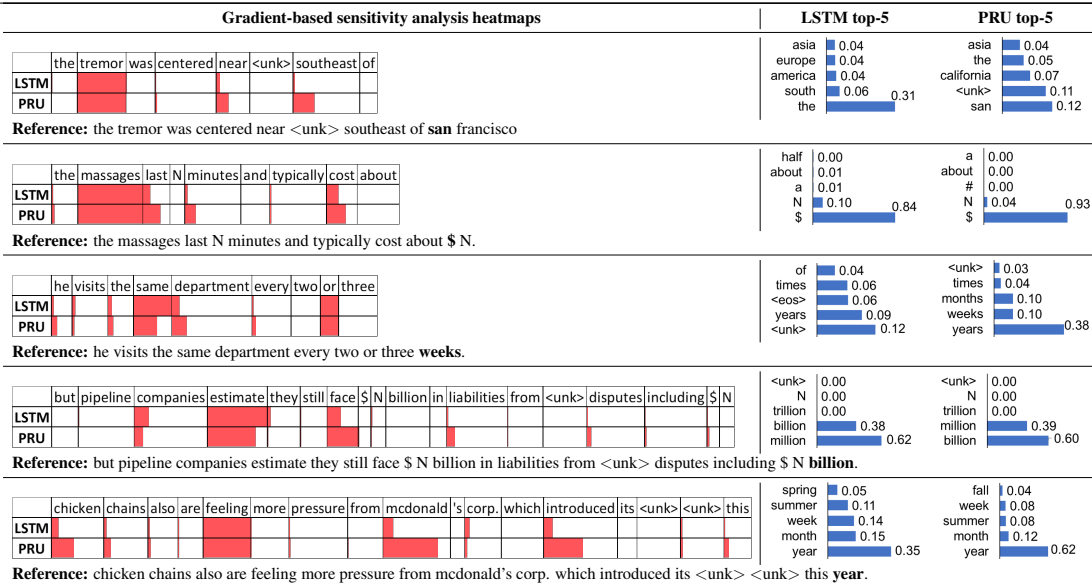 Gradient-based sensitivity analysis heatmaps LSTM top-5 PRU top-5
the tremor was centered near <unk> southeast of
LSTM
PRU
Reference: the tremor was centered near <unk> southeast of san francisco
asia 0.04
europe 0.04
america 0.04
south 0.06
the 0.31
asia 0.04
the 0.05
california 0.07
<unk> 0.11
san 0.12
the massages last N minutes and typically cost about
LSTM
PRU
Reference: the massages last N minutes and typically cost about $ N.
half 0.00
about 0.01
a 0.01
N 0.10
$ 0.84
a 0.00
about 0.00
# 0.00
N 0.04
$ 0.93
he visits the same department every two or three
LSTM
PRU
Reference: he visits the same department every two or three weeks.
of 0.04
times 0.06
<eos> 0.06
years 0.09
<unk> 0.12
<unk> 0.03
times 0.04
months 0.10
weeks 0.10
years 0.38
but pipeline companies estimate they still face $ N billion in liabilities from <unk> disputes including $ N
LSTM
PRU
Reference: but pipeline companies estimate they still face $ N billion in liabilities from <unk> disputes including $ N billion.
<unk> 0.00
N 0.00
trillion 0.00
billion 0.38
million 0.62
<unk> 0.00
N 0.00
trillion 0.00
million 0.39
billion 0.60
chicken chains also are feeling more pressure from mcdonald 's corp. which introduced its <unk> <unk> this
LSTM
PRU
Reference: chicken chains also are feeling more pressure from mcdonald's corp. which introduced its <unk> <unk> this year.
spring 0.05
summer 0.11
week 0.14
month 0.15
year 0.35
fall 0.04
week 0.08
summer 0.08
month 0.12
year 0.62